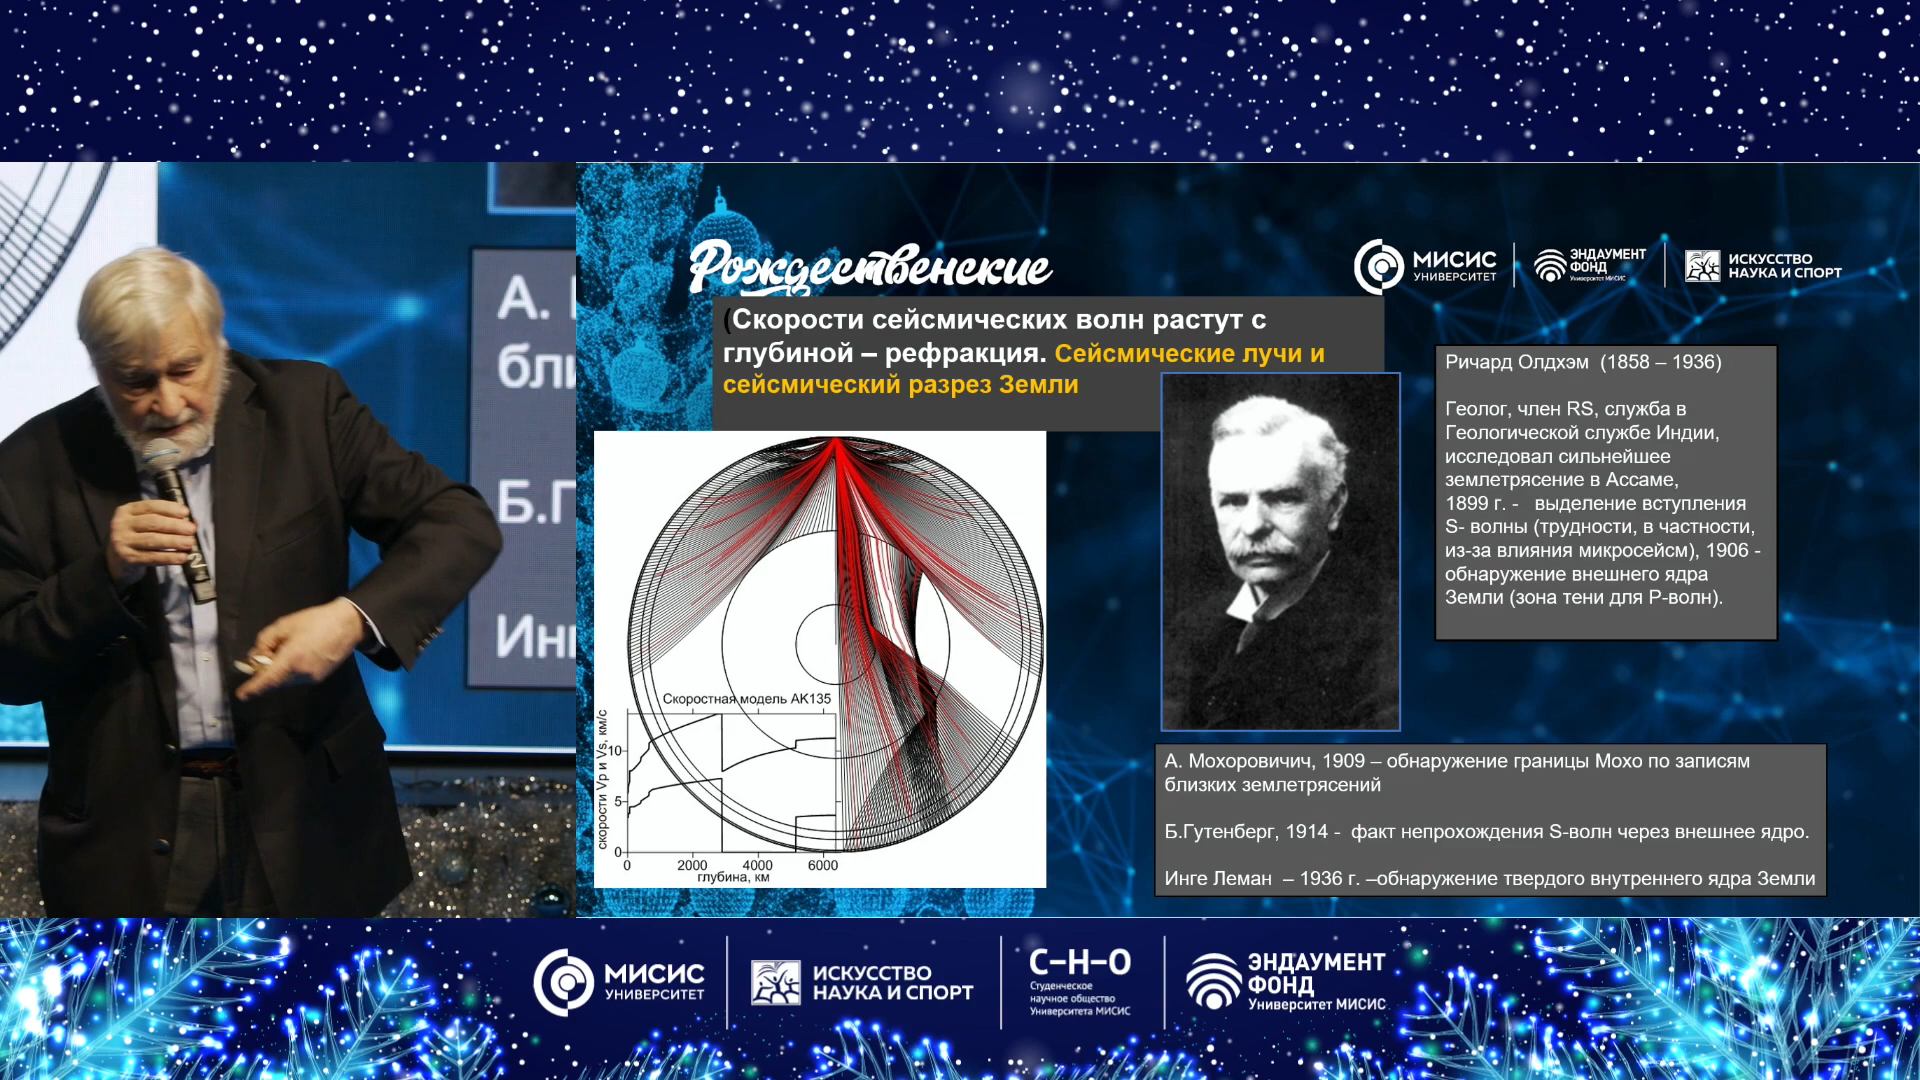 А.
бли
Б.Г
Рождественские
МИСИС
УНИВЕРСИТЕТ
ЭНДАУМЕНТ
ФОНД
Университет МИСИС
ИСКУССТВО
НАУКА И СПОРТ
(Скорости сейсмических волн растут с
глубиной – рефракция. Сейсмические лучи и
сейсмический разрез Земли
Скоростная модель AK135
скорости Vp и Vs, км/с
10
5
0
0 2000 4000 6000
глубина, км
Ричард Олдхэм (1858 – 1936)
Геолог, член RS, служба в
Геологической службе Индии,
исследовал сильнейшее
землетрясение в Ассаме,
1899 г. - выделение вступления
S- волны (трудности, в частности,
из-за влияния микросейсм), 1906 -
обнаружение внешнего ядра
Земли (зона тени для P-волн).
А. Мохоровичич, 1909 – обнаружение границы Мохо по записям
близких землетрясений
Б.Гутенберг, 1914 - факт непрохождения S-волн через внешнее ядро.
Инге Леман – 1936 г. –обнаружение твердого внутреннего ядра Земли
МИСИС
УНИВЕРСИТЕТ
ИСКУССТВО
НАУКА И СПОРТ
С–Н–О
Студенческое
научное общество
Университета МИСИС
ЭНДАУМЕНТ
ФОНД
Университет МИСИС